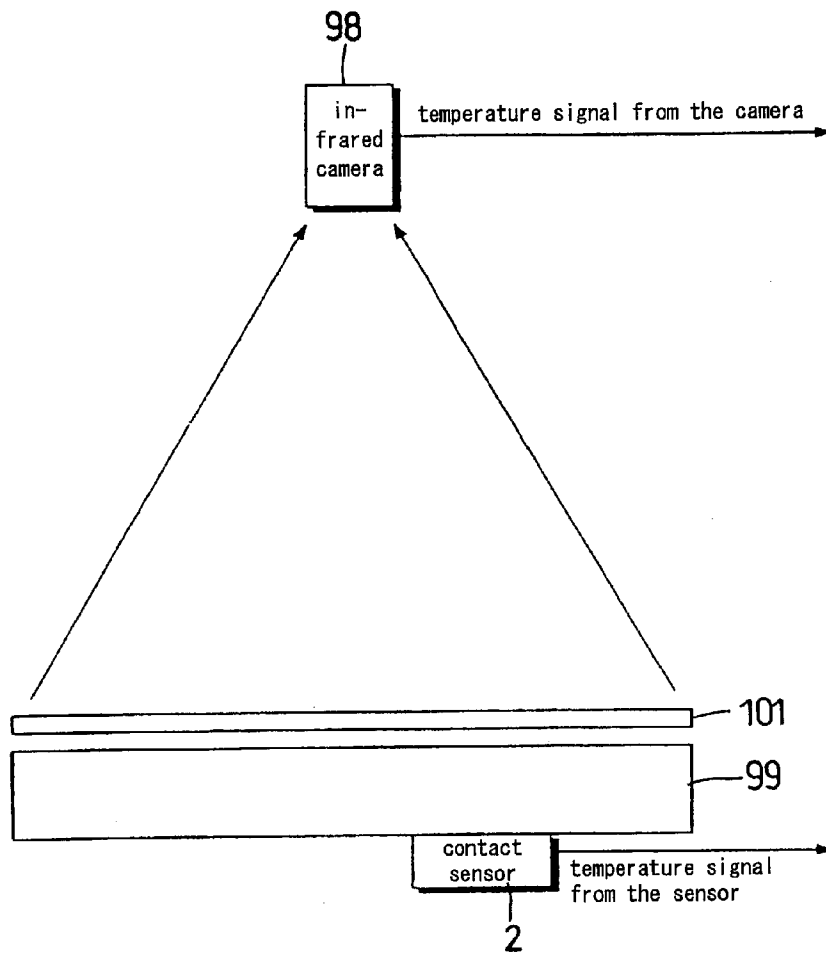 98
in-
frared
camera
temperature signal from the camera
101
99
contact
sensor
temperature signal
from the sensor
2